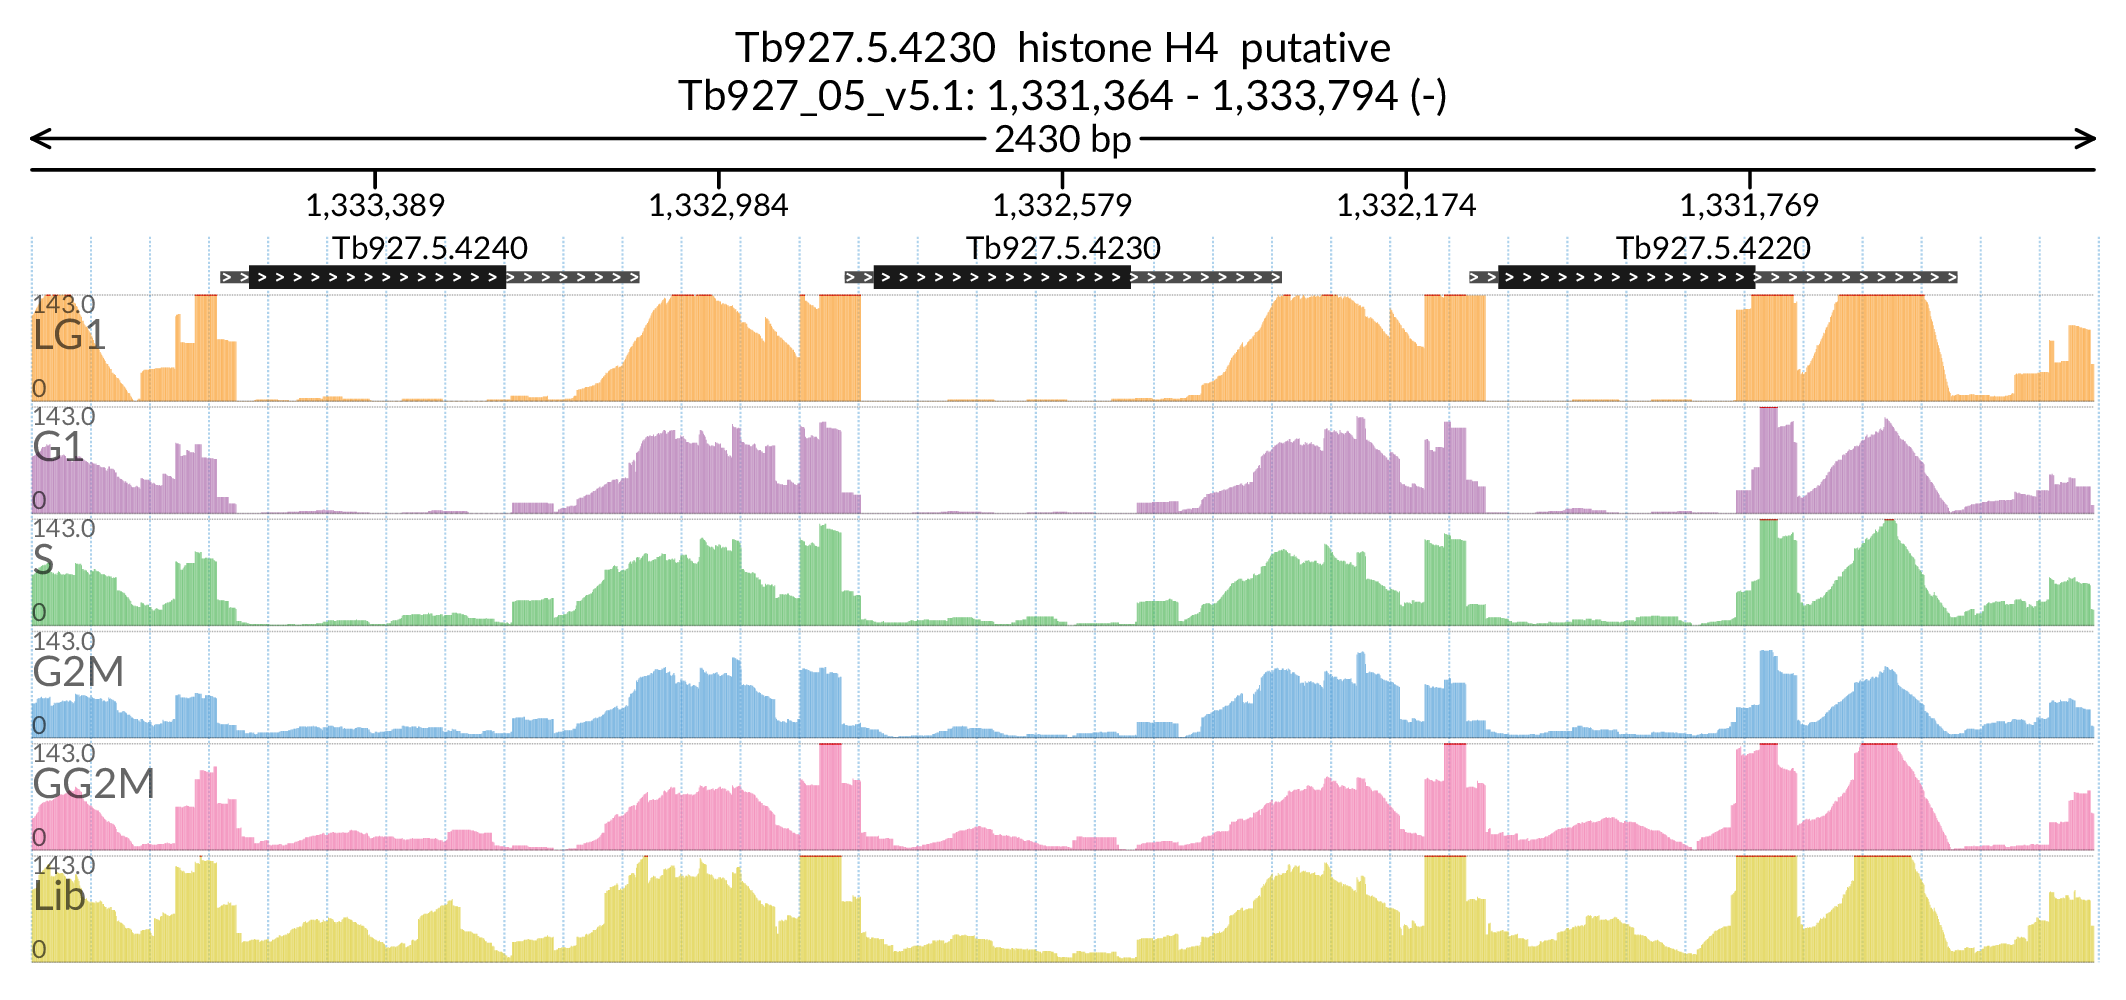 Tb927.5.4230  histone H4  putative
Tb927_05_v5.1: 1,331,364 - 1,333,794 (-)
2430 bp
1,333,389 1,332,984 1,332,579 1,332,174 1,331,769
Tb927.5.4240 Tb927.5.4230 Tb927.5.4220
143.0
LG1
0
143.0
G1
0
143.0
S
0
143.0
G2M
0
143.0
GG2M
0
143.0
Lib
0